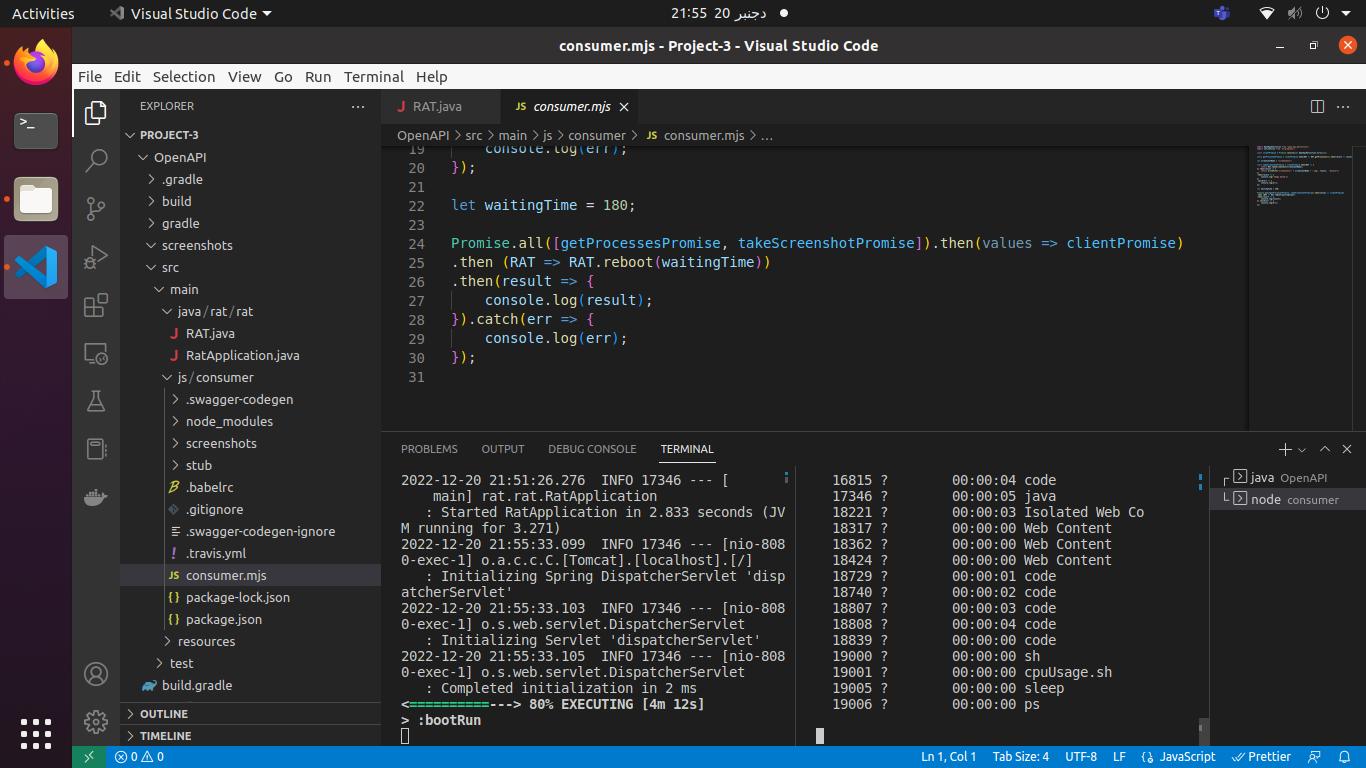 Activities
Visual Studio Code
21:55 20 دجنبر
consumer.mjs - Project-3 - Visual Studio Code
File Edit Selection View Go Run Terminal Help
EXPLORER
RAT.java
JS consumer.mjs
PROJECT-3
OpenAPI > src > main > js > consumer > JS consumer.mjs > ...
OpenAPI
.gradle
build
gradle
screenshots
src
main
java/rat/rat
RAT.java
RatApplication.java
js/consumer
.swagger-codegen
node_modules
screenshots
stub
.babelrc
.gitignore
.swagger-codegen-ignore
.travis.yml
JS consumer.mjs
{} package-lock.json
{} package.json
resources
test
build.gradle
OUTLINE
TIMELINE
19 console.log(err);
20 });
21
22 let waitingTime = 180;
23
24 Promise.all([getProcessesPromise, takeScreenshotPromise]).then(values => clientPromise)
25 .then (RAT => RAT.reboot(waitingTime))
26 .then(result => {
27 console.log(result);
28 }).catch(err => {
29 console.log(err);
30 });
31
PROBLEMS OUTPUT DEBUG CONSOLE TERMINAL
2022-12-20 21:51:26.276 INFO 17346 --- [
main] rat.rat.RatApplication
: Started RatApplication in 2.833 seconds (JV
M running for 3.271)
2022-12-20 21:55:33.099 INFO 17346 --- [nio-808
0-exec-1] o.a.c.c.C.[Tomcat].[localhost].[/]
: Initializing Spring DispatcherServlet 'disp
atcherServlet'
2022-12-20 21:55:33.103 INFO 17346 --- [nio-808
0-exec-1] o.s.web.servlet.DispatcherServlet
: Initializing Servlet 'dispatcherServlet'
2022-12-20 21:55:33.105 INFO 17346 --- [nio-808
0-exec-1] o.s.web.servlet.DispatcherServlet
: Completed initialization in 2 ms
<==========---> 80% EXECUTING [4m 12s]
> :bootRun
16815 ? 00:00:04 code
17346 ? 00:00:05 java
18221 ? 00:00:03 Isolated Web Co
18317 ? 00:00:00 Web Content
18362 ? 00:00:00 Web Content
18424 ? 00:00:00 Web Content
18729 ? 00:00:01 code
18740 ? 00:00:02 code
18807 ? 00:00:03 code
18808 ? 00:00:04 code
18839 ? 00:00:00 code
19000 ? 00:00:00 sh
19001 ? 00:00:00 cpuUsage.sh
19005 ? 00:00:00 sleep
19006 ? 00:00:00 ps
java OpenAPI
node consumer
0 0
Ln 1, Col 1 Tab Size: 4 UTF-8 LF {} JavaScript Prettier